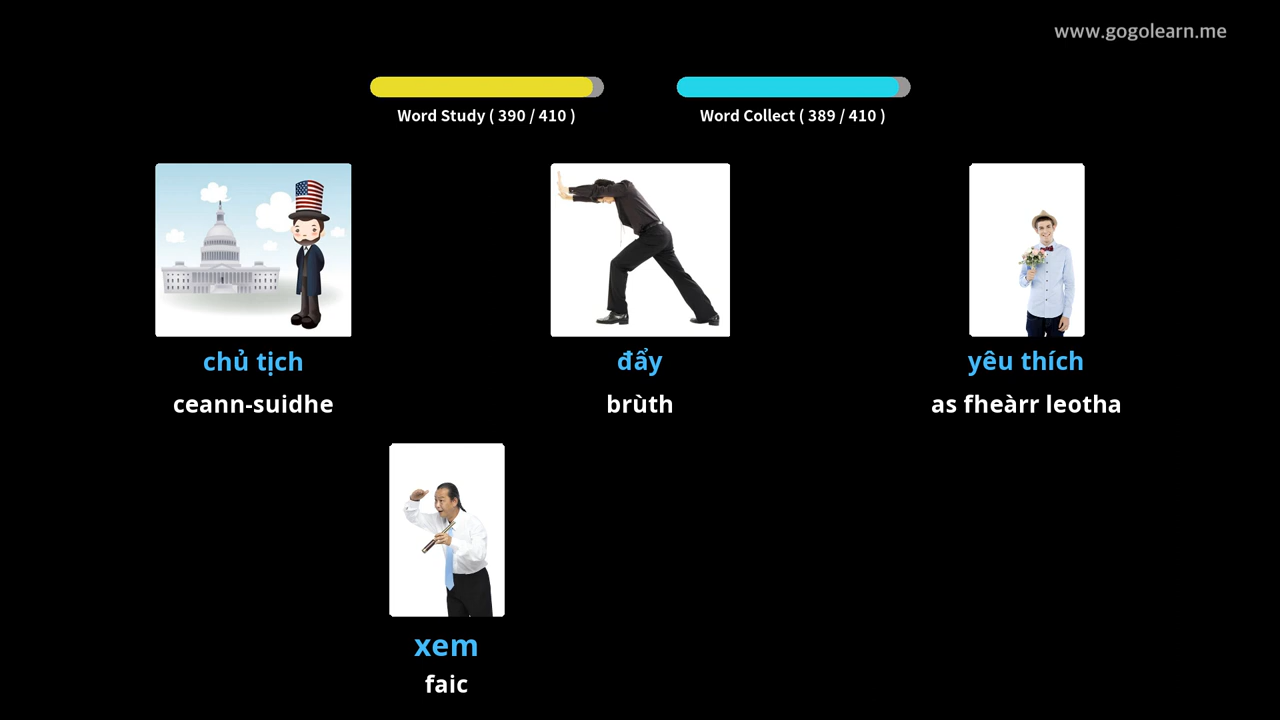 www.gogolearn.me
Word Study ( 390 / 410 )
Word Collect ( 389 / 410 )
chủ tịch
đẩy
yêu thích
ceann-suidhe
brùth
as fheàrr leotha
xem
faic